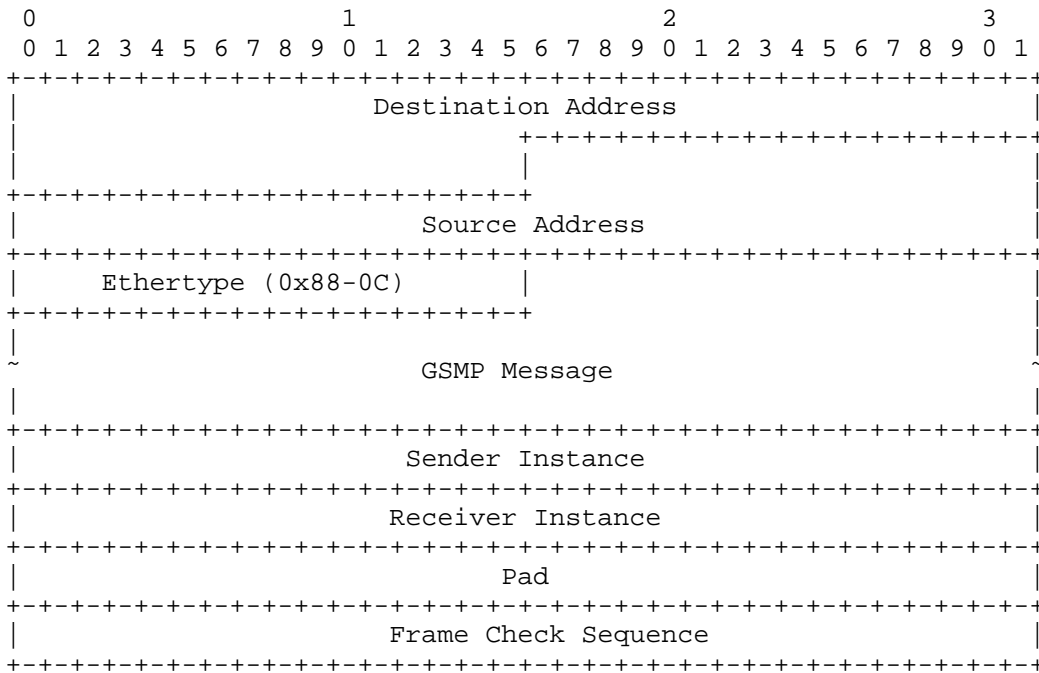 0                   1                   2                   3
 0 1 2 3 4 5 6 7 8 9 0 1 2 3 4 5 6 7 8 9 0 1 2 3 4 5 6 7 8 9 0 1
+-+-+-+-+-+-+-+-+-+-+-+-+-+-+-+-+-+-+-+-+-+-+-+-+-+-+-+-+-+-+-+-+
|                      Destination Address                      |
|                               +-+-+-+-+-+-+-+-+-+-+-+-+-+-+-+-+
|                               |                               |
+-+-+-+-+-+-+-+-+-+-+-+-+-+-+-+-+                               |
|                         Source Address                        |
+-+-+-+-+-+-+-+-+-+-+-+-+-+-+-+-+-+-+-+-+-+-+-+-+-+-+-+-+-+-+-+-+
|     Ethertype (0x88-0C)       |                               |
+-+-+-+-+-+-+-+-+-+-+-+-+-+-+-+-+                               |
|                                                               |
~                         GSMP Message                          ~
|                                                               |
+-+-+-+-+-+-+-+-+-+-+-+-+-+-+-+-+-+-+-+-+-+-+-+-+-+-+-+-+-+-+-+-+
|                        Sender Instance                        |
+-+-+-+-+-+-+-+-+-+-+-+-+-+-+-+-+-+-+-+-+-+-+-+-+-+-+-+-+-+-+-+-+
|                       Receiver Instance                       |
+-+-+-+-+-+-+-+-+-+-+-+-+-+-+-+-+-+-+-+-+-+-+-+-+-+-+-+-+-+-+-+-+
|                              Pad                              |
+-+-+-+-+-+-+-+-+-+-+-+-+-+-+-+-+-+-+-+-+-+-+-+-+-+-+-+-+-+-+-+-+
|                       Frame Check Sequence                    |
+-+-+-+-+-+-+-+-+-+-+-+-+-+-+-+-+-+-+-+-+-+-+-+-+-+-+-+-+-+-+-+-+